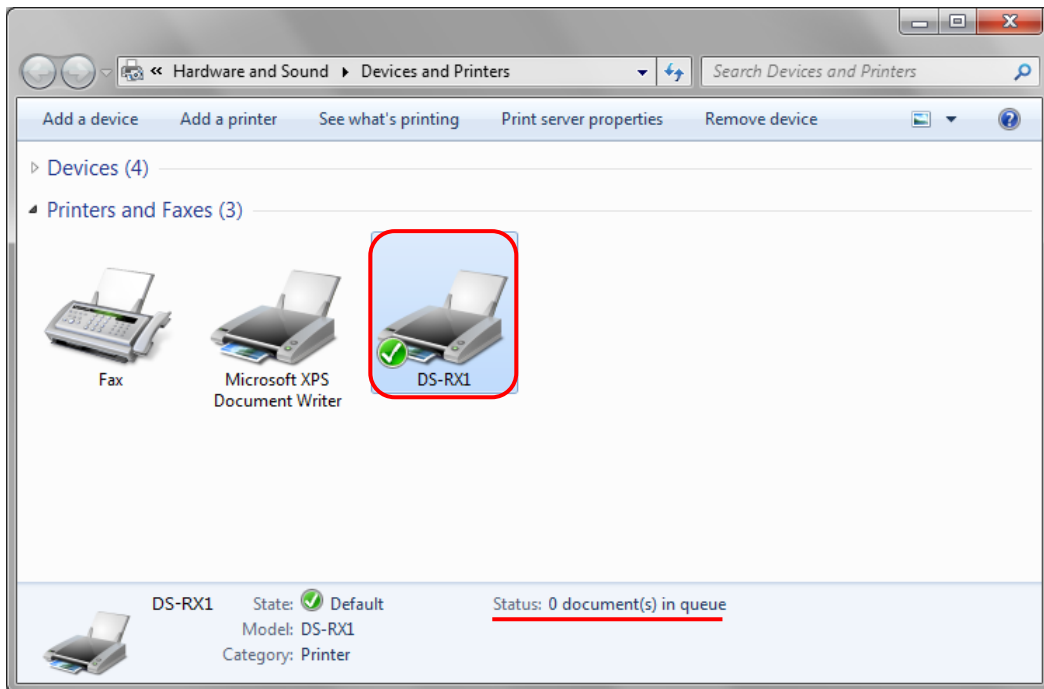 « Hardware and Sound ▸ Devices and Printers
Search Devices and Printers
Add a device Add a printer See what's printing Print server properties Remove device
Devices (4)
Printers and Faxes (3)
Fax
Microsoft XPS
Document Writer
DS-RX1
DS-RX1 State: Default Status: 0 document(s) in queue
Model: DS-RX1
Category: Printer